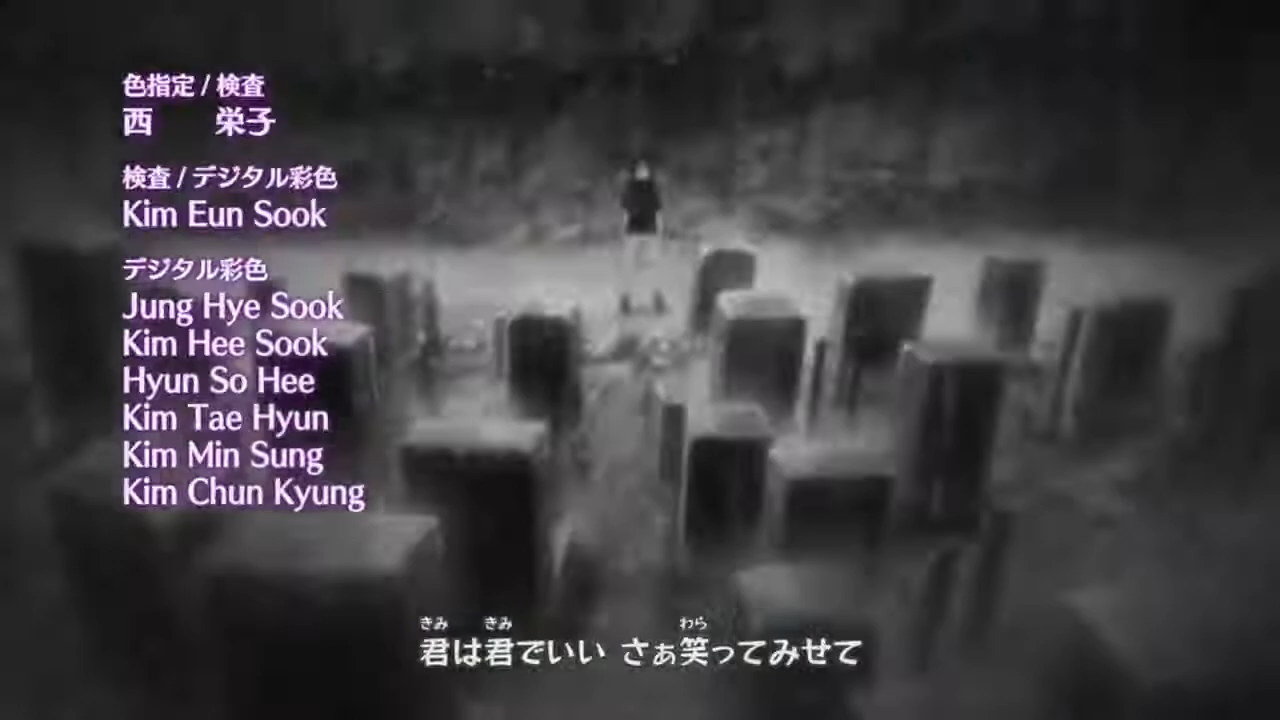 色指定 / 検査
西　　栄子
検査 / デジタル彩色
Kim Eun Sook
デジタル彩色
Jung Hye Sook
Kim Hee Sook
Hyun So Hee
Kim Tae Hyun
Kim Min Sung
Kim Chun Kyung
きみ きみ わら
君は君でいい さぁ笑ってみせて